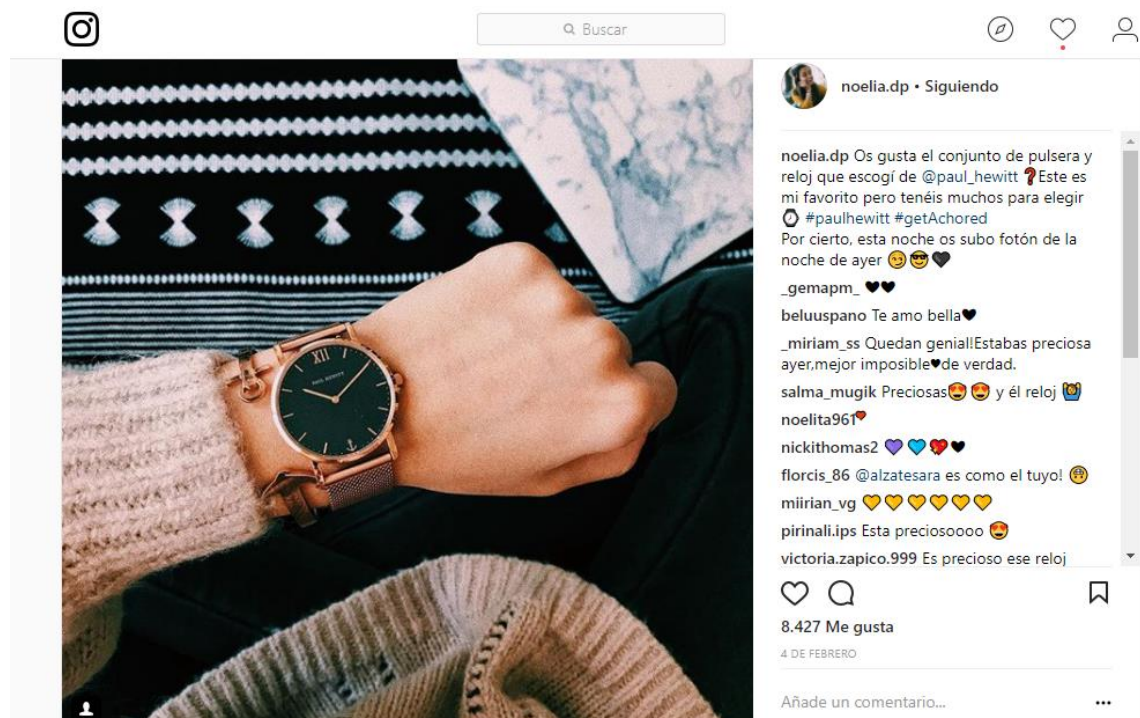 Buscar
noelia.dp • Siguiendo
noelia.dp Os gusta el conjunto de pulsera y
reloj que escogí de @paul_hewitt ❓Este es
mi favorito pero tenéis muchos para elegir
⌚ #paulhewitt #getAchored
Por cierto, esta noche os subo fotón de la
noche de ayer 😏😎🖤
_gemapm_ ♥♥
beluuspano Te amo bella♥
_miriam_ss Quedan genial!Estabas preciosa
ayer,mejor imposible♥de verdad.
salma_mugik Preciosas😍😍 y él reloj 🙆
noelita961❤
nickithomas2 💜💙💖♥
florcis_86 @alzatesara es como el tuyo! 🤔
miirian_vg 💛💛💛💛💛💛
pirinali.ips Esta preciosoooo 😍
victoria.zapico.999 Es precioso ese reloj
8.427 Me gusta
4 DE FEBRERO
Añade un comentario...
XII
PAUL HEWITT